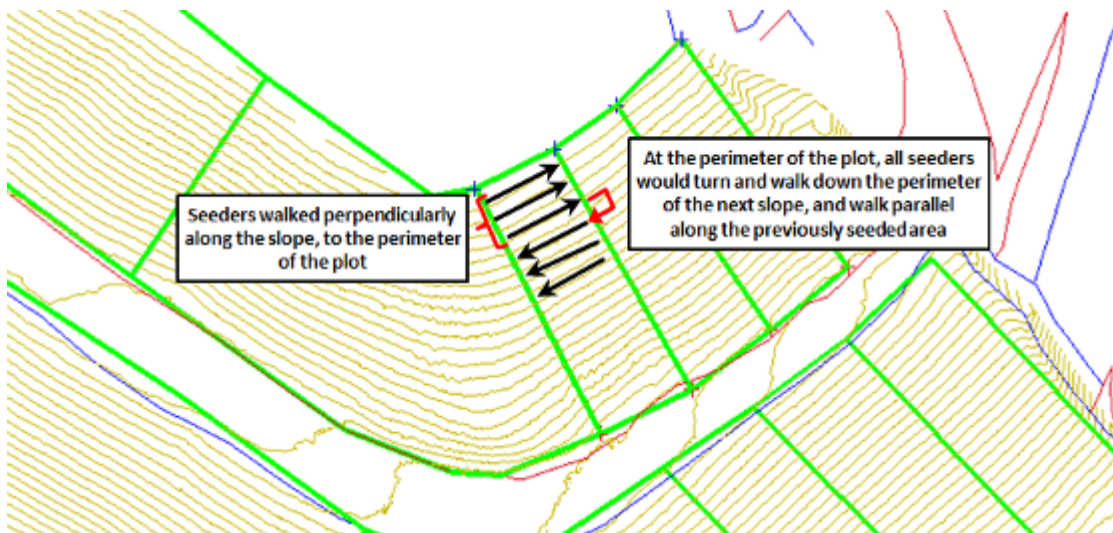 Seeders walked perpendicularly
along the slope, to the perimeter
of the plot
At the perimeter of the plot, all seeders
would turn and walk down the perimeter
of the next slope, and walk parallel
along the previously seeded area